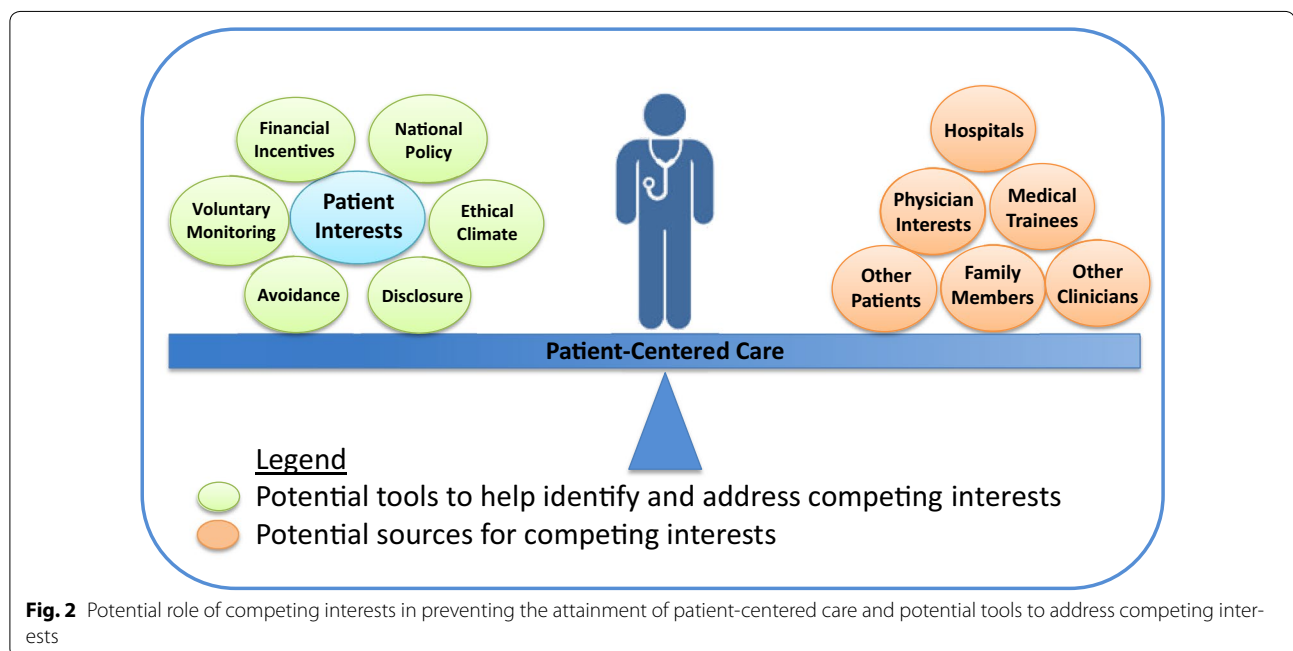 Financial
Incentives
National
Policy
Voluntary
Monitoring
Patient
Interests
Ethical
Climate
Avoidance
Disclosure
Hospitals
Physician
Interests
Medical
Trainees
Other
Patients
Family
Members
Other
Clinicians
Patient-Centered Care
Legend
Potential tools to help identify and address competing interests
Potential sources for competing interests
Fig. 2 Potential role of competing interests in preventing the attainment of patient-centered care and potential tools to address competing inter-
ests